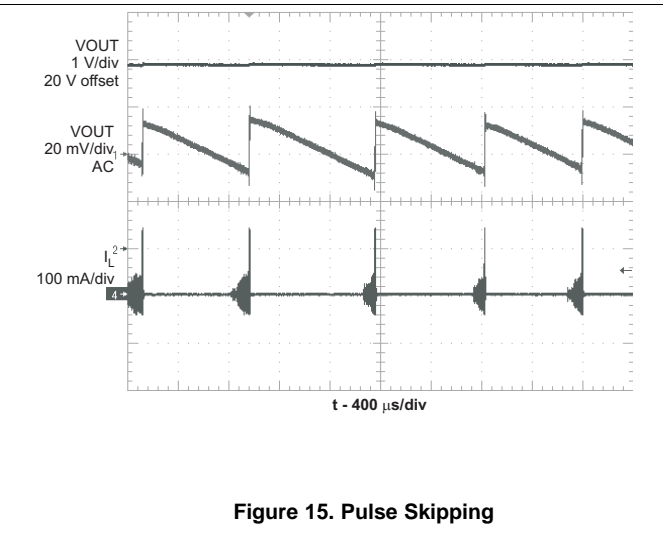 VOUT
1 V/div
20 V offset
VOUT
20 mV/div
1
AC
2
I_L
100 mA/div
4
t - 400 μs/div
Figure 15. Pulse Skipping